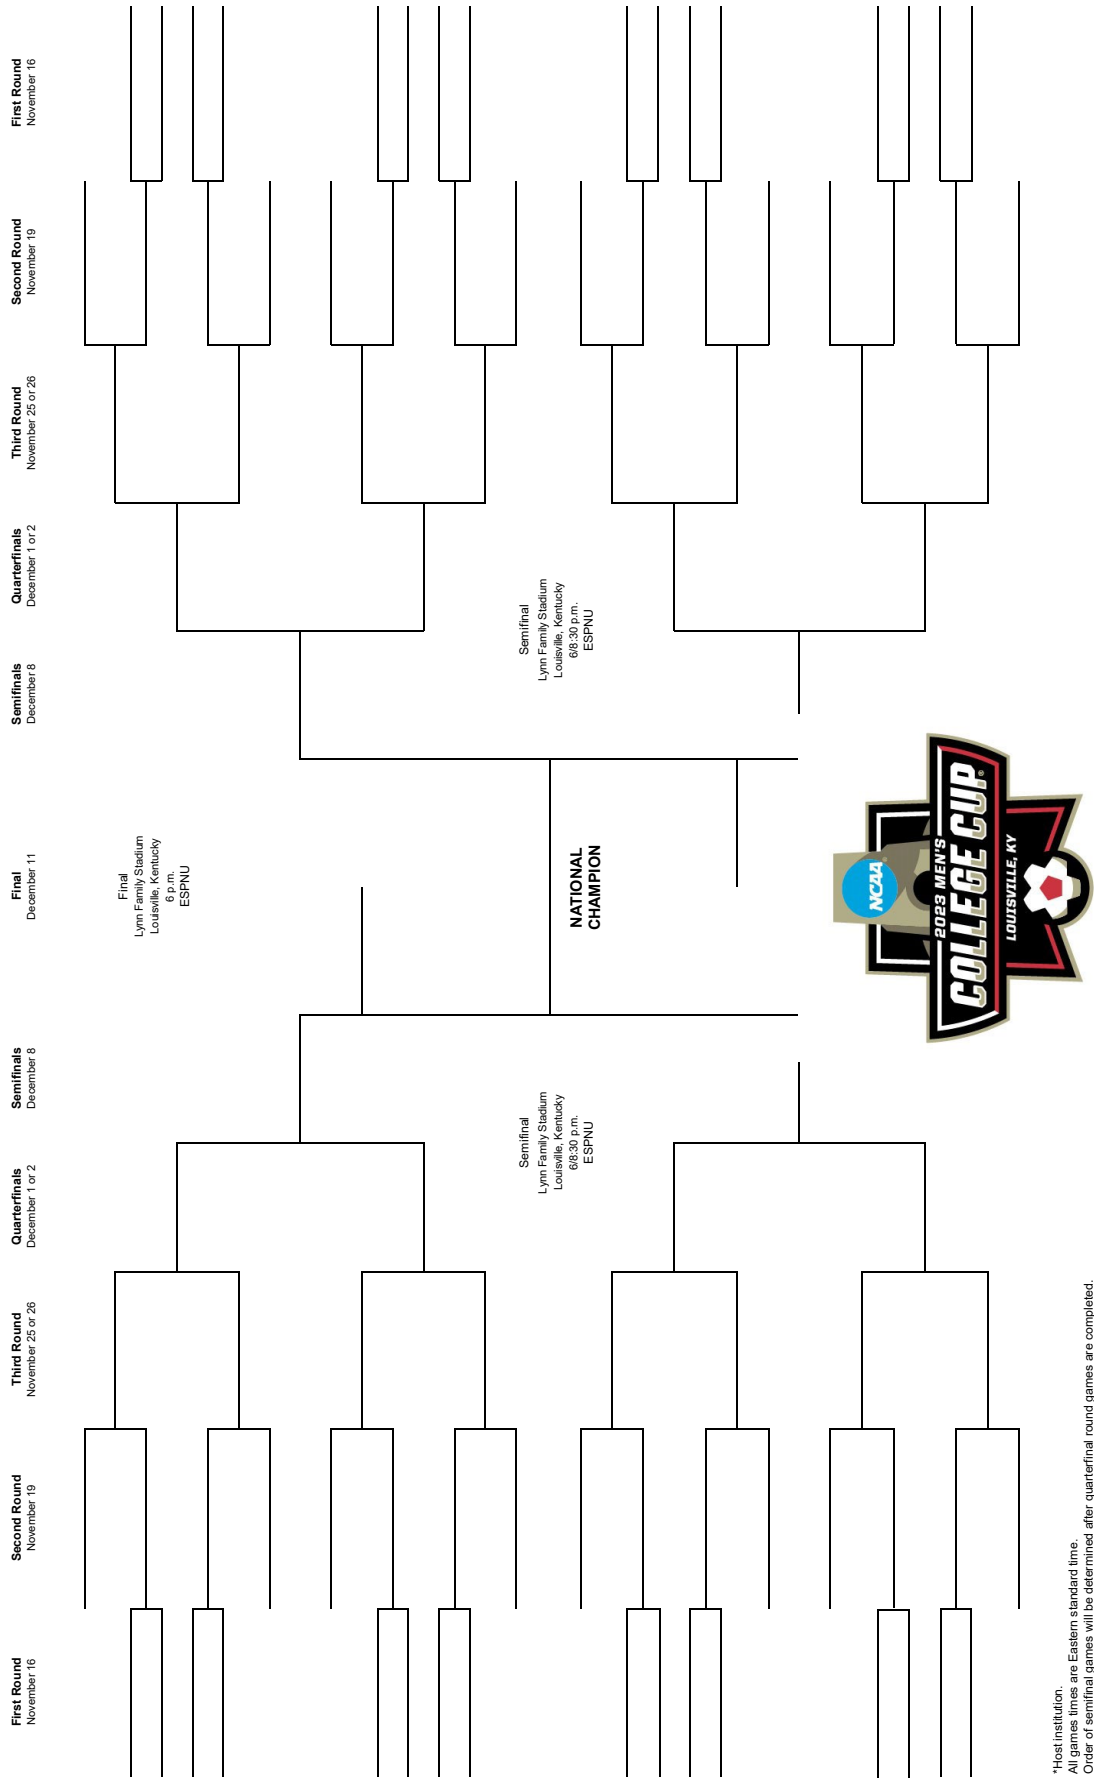 First Round
November 16
Second Round
November 19
Third Round
November 25 or 26
Quarterfinals
December 1 or 2
Semifinals
December 8
Final
December 11
Semifinals
December 8
Quarterfinals
December 1 or 2
Third Round
November 25 or 26
Second Round
November 19
First Round
November 16
Final
Lynn Family Stadium
Louisville, Kentucky
6 p.m.
ESPNU
Semifinal
Lynn Family Stadium
Louisville, Kentucky
6/8:30 p.m.
ESPNU
Semifinal
Lynn Family Stadium
Louisville, Kentucky
6/8:30 p.m.
ESPNU
NATIONAL
CHAMPION
NCAA®
2023 MEN'S
COLLEGE CUP®
LOUISVILLE, KY
*Host institution.
All games times are Eastern standard time.
Order of semifinal games will be determined after quarterfinal round games are completed.